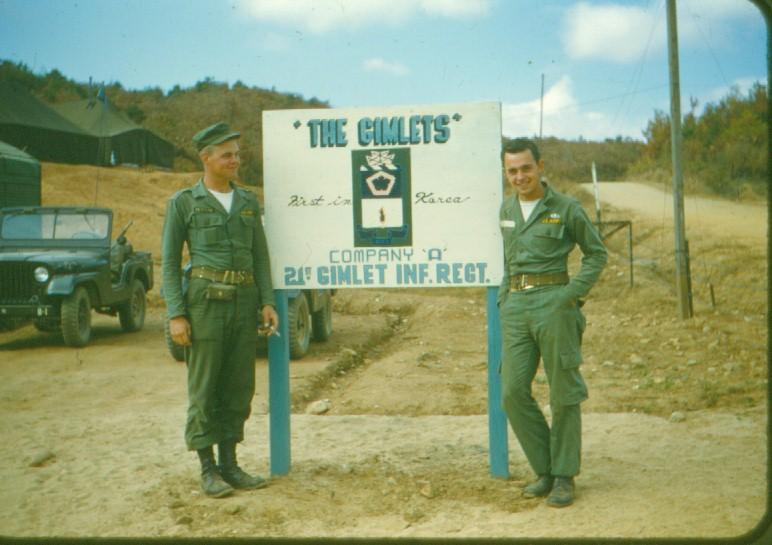 "THE GIMLETS"
First in Korea
COMPANY "A"
21st GIMLET INF. REGT.